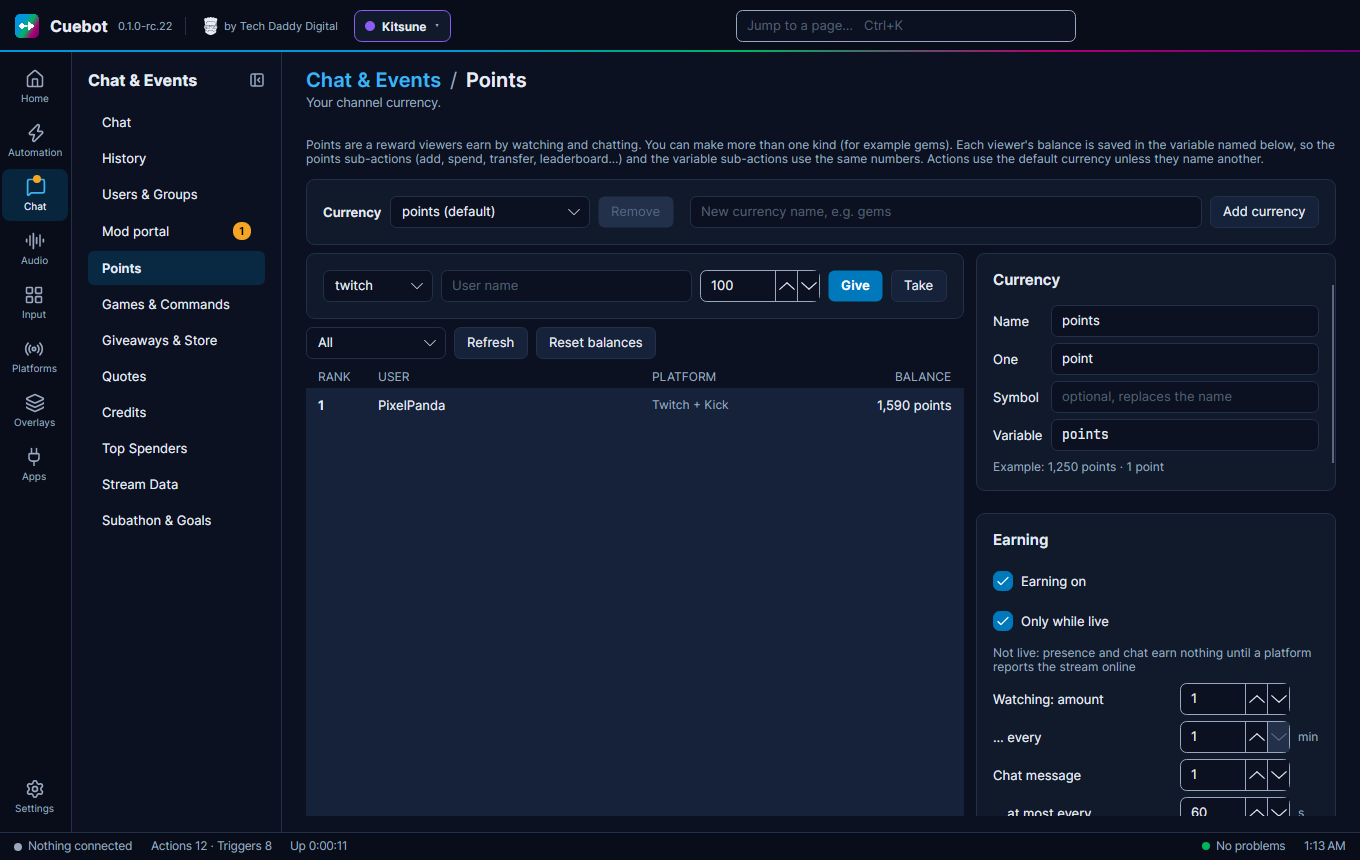 Cuebot 0.1.0-rc.22 by Tech Daddy Digital Kitsune Jump to a page... Ctrl+K
Home
Automation
Chat
Audio
Input
Platforms
Overlays
Apps
Settings
Chat & Events
Chat
History
Users & Groups
Mod portal 1
Points
Games & Commands
Giveaways & Store
Quotes
Credits
Top Spenders
Stream Data
Subathon & Goals
Chat & Events / Points
Your channel currency.
Points are a reward viewers earn by watching and chatting. You can make more than one kind (for example gems). Each viewer's balance is saved in the variable named below, so the
points sub-actions (add, spend, transfer, leaderboard...) and the variable sub-actions use the same numbers. Actions use the default currency unless they name another.
Currency points (default) Remove New currency name, e.g. gems Add currency
twitch User name 100 Give Take
All Refresh Reset balances
RANK USER PLATFORM BALANCE
1 PixelPanda Twitch + Kick 1,590 points
Currency
Name points
One point
Symbol optional, replaces the name
Variable points
Example: 1,250 points · 1 point
Earning
Earning on
Only while live
Not live: presence and chat earn nothing until a platform
reports the stream online
Watching: amount 1
... every 1 min
Chat message 1
... at most every 60 s
Nothing connected Actions 12 · Triggers 8 Up 0:00:11 No problems 1:13 AM